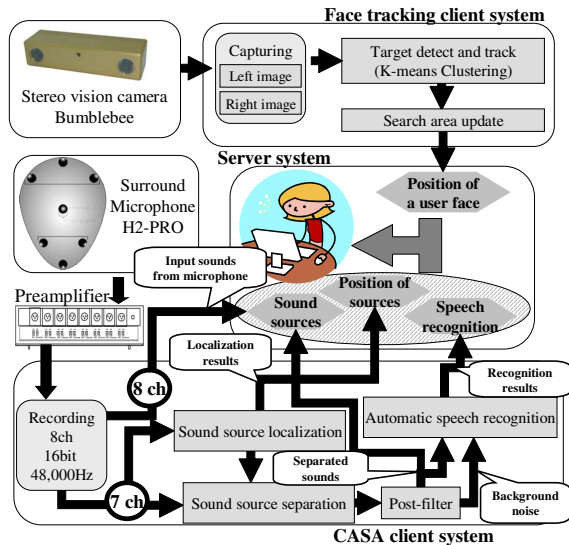 Face tracking client system
Capturing
Left image
Right image
Target detect and track
(K-means Clustering)
Search area update
Stereo vision camera
Bumblebee
Server system
Position of
a user face
Surround
Microphone
H2-PRO
Input sounds
from microphone
Preamplifier
Sound
sources
Position of
sources
Speech
recognition
Localization
results
8 ch
Recognition
results
Recording
8ch
16bit
48,000Hz
Sound source localization
Automatic speech recognition
7 ch
Separated
sounds
Sound source separation
Post-filter
Background
noise
CASA client system